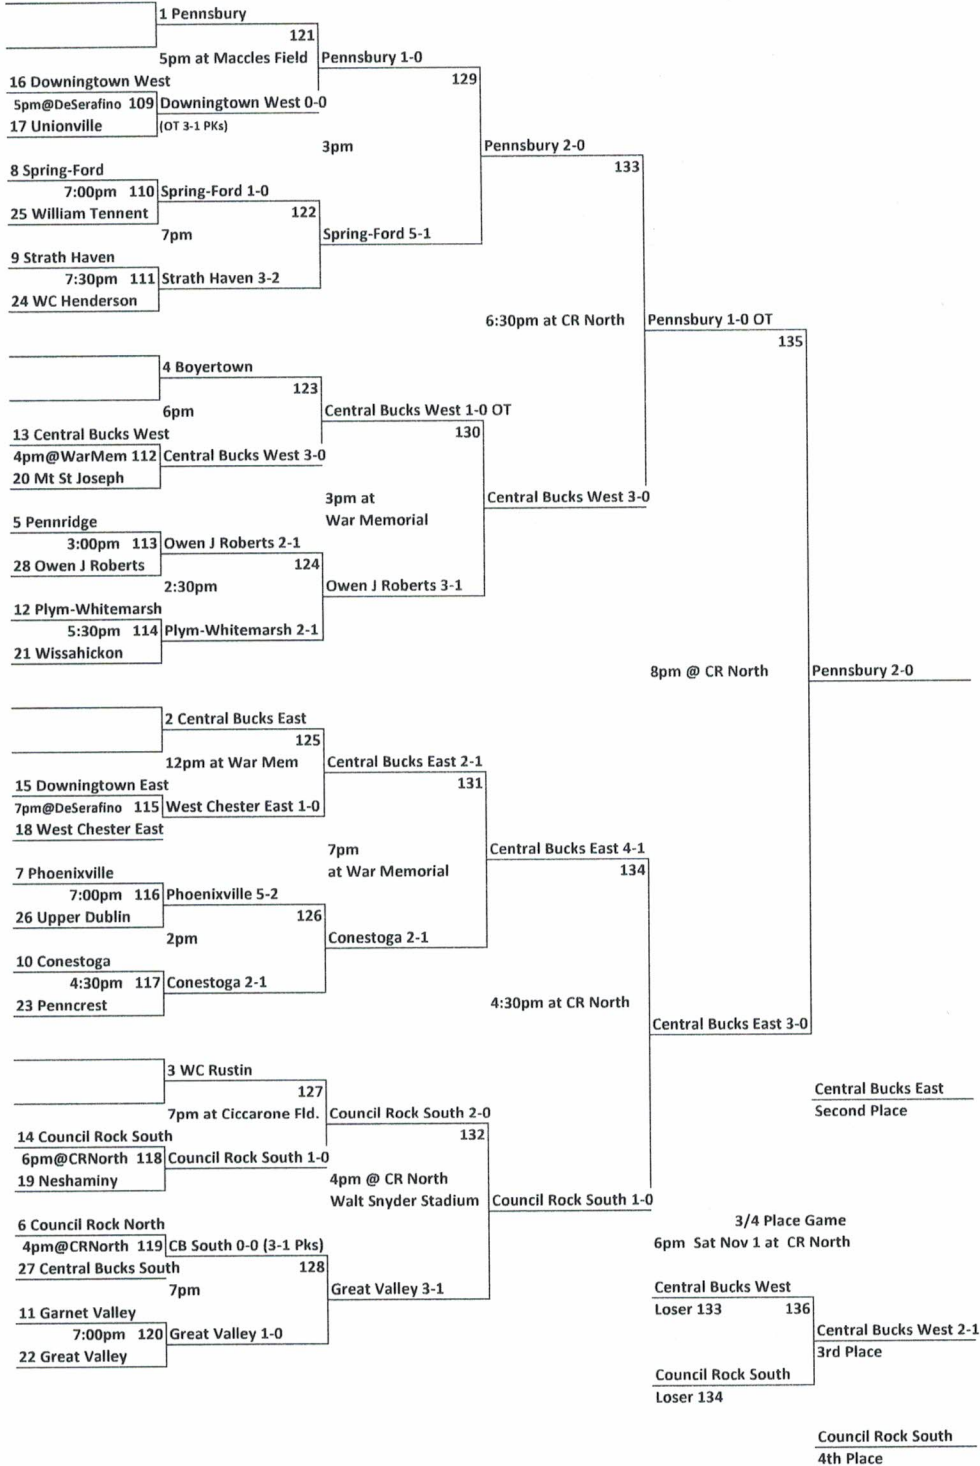 1 Pennsbury
121
5pm at Maccles Field
Pennsbury 1-0
129
16 Downingtown West
5pm@DeSerafino 109
Downingtown West 0-0
17 Unionville
(OT 3-1 PKs)
3pm
Pennsbury 2-0
133
8 Spring-Ford
7:00pm 110
Spring-Ford 1-0
25 William Tennent
122
7pm
Spring-Ford 5-1
9 Strath Haven
7:30pm 111
Strath Haven 3-2
24 WC Henderson
6:30pm at CR North
Pennsbury 1-0 OT
135
4 Boyertown
123
6pm
Central Bucks West 1-0 OT
130
13 Central Bucks West
4pm@WarMem 112
Central Bucks West 3-0
20 Mt St Joseph
3pm at
War Memorial
Central Bucks West 3-0
5 Pennridge
3:00pm 113
Owen J Roberts 2-1
28 Owen J Roberts
124
2:30pm
Owen J Roberts 3-1
12 Plym-Whitemarsh
5:30pm 114
Plym-Whitemarsh 2-1
21 Wissahickon
8pm @ CR North
Pennsbury 2-0
2 Central Bucks East
125
12pm at War Mem
Central Bucks East 2-1
131
15 Downingtown East
7pm@DeSerafino 115
West Chester East 1-0
18 West Chester East
7pm
at War Memorial
Central Bucks East 4-1
134
7 Phoenixville
7:00pm 116
Phoenixville 5-2
26 Upper Dublin
126
2pm
Conestoga 2-1
10 Conestoga
4:30pm 117
Conestoga 2-1
23 Penncrest
4:30pm at CR North
Central Bucks East 3-0
3 WC Rustin
127
7pm at Ciccarone Fld.
Council Rock South 2-0
132
14 Council Rock South
6pm@CRNorth 118
Council Rock South 1-0
19 Neshaminy
4pm @ CR North
Walt Snyder Stadium
Council Rock South 1-0
6 Council Rock North
4pm@CRNorth 119
CB South 0-0 (3-1 Pks)
27 Central Bucks South
128
7pm
Great Valley 3-1
11 Garnet Valley
7:00pm 120
Great Valley 1-0
22 Great Valley
Central Bucks East
Second Place
3/4 Place Game
6pm Sat Nov 1 at CR North
Central Bucks West
Loser 133
136
Central Bucks West 2-1
3rd Place
Council Rock South
Loser 134
Council Rock South
4th Place